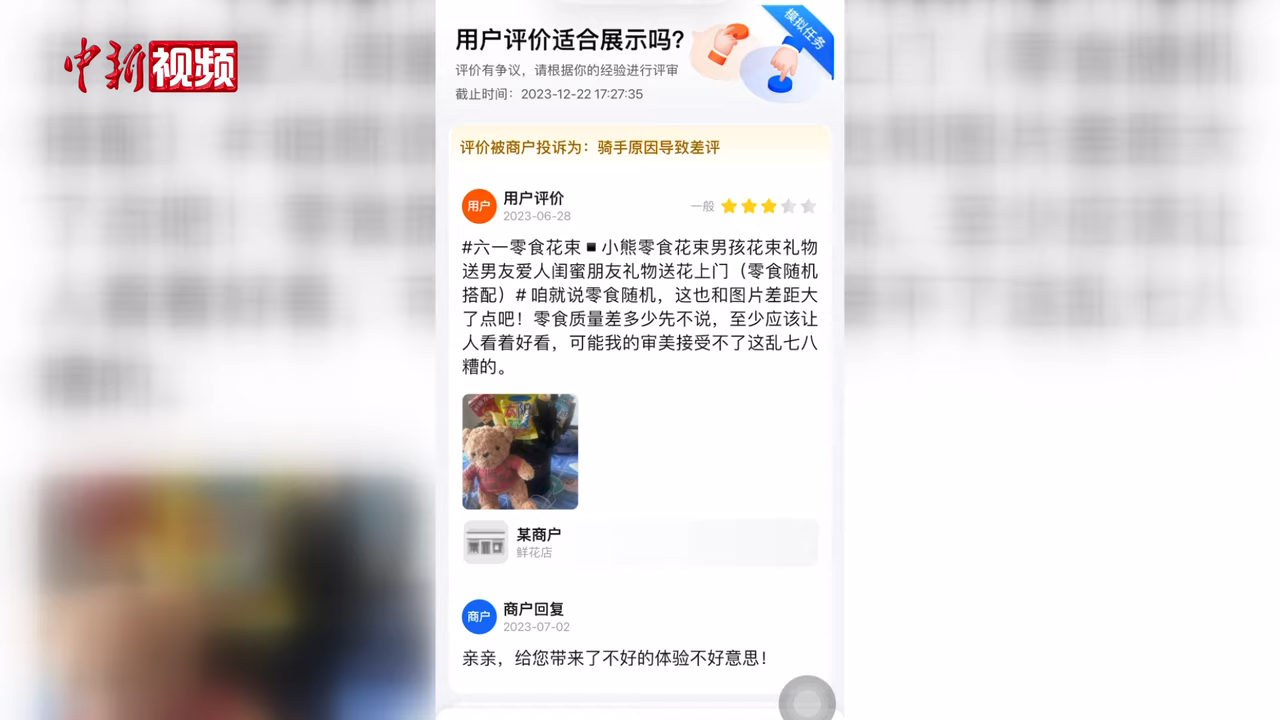 中新视频
用户评价适合展示吗?
模拟任务
评价有争议，请根据你的经验进行评审
截止时间：2023-12-22 17:27:35
评价被商户投诉为：骑手原因导致差评
用户
用户评价
2023-06-28
一般
#六一零食花束▪️小熊零食花束男孩花束礼物
送男友爱人闺蜜朋友礼物送花上门（零食随机
搭配）# 咱就说零食随机，这也和图片差距大
了点吧！零食质量差多少先不说，至少应该让
人看着好看，可能我的审美接受不了这乱七八
糟的。
某商户
鲜花店
商户
商户回复
2023-07-02
亲亲，给您带来了不好的体验不好意思！